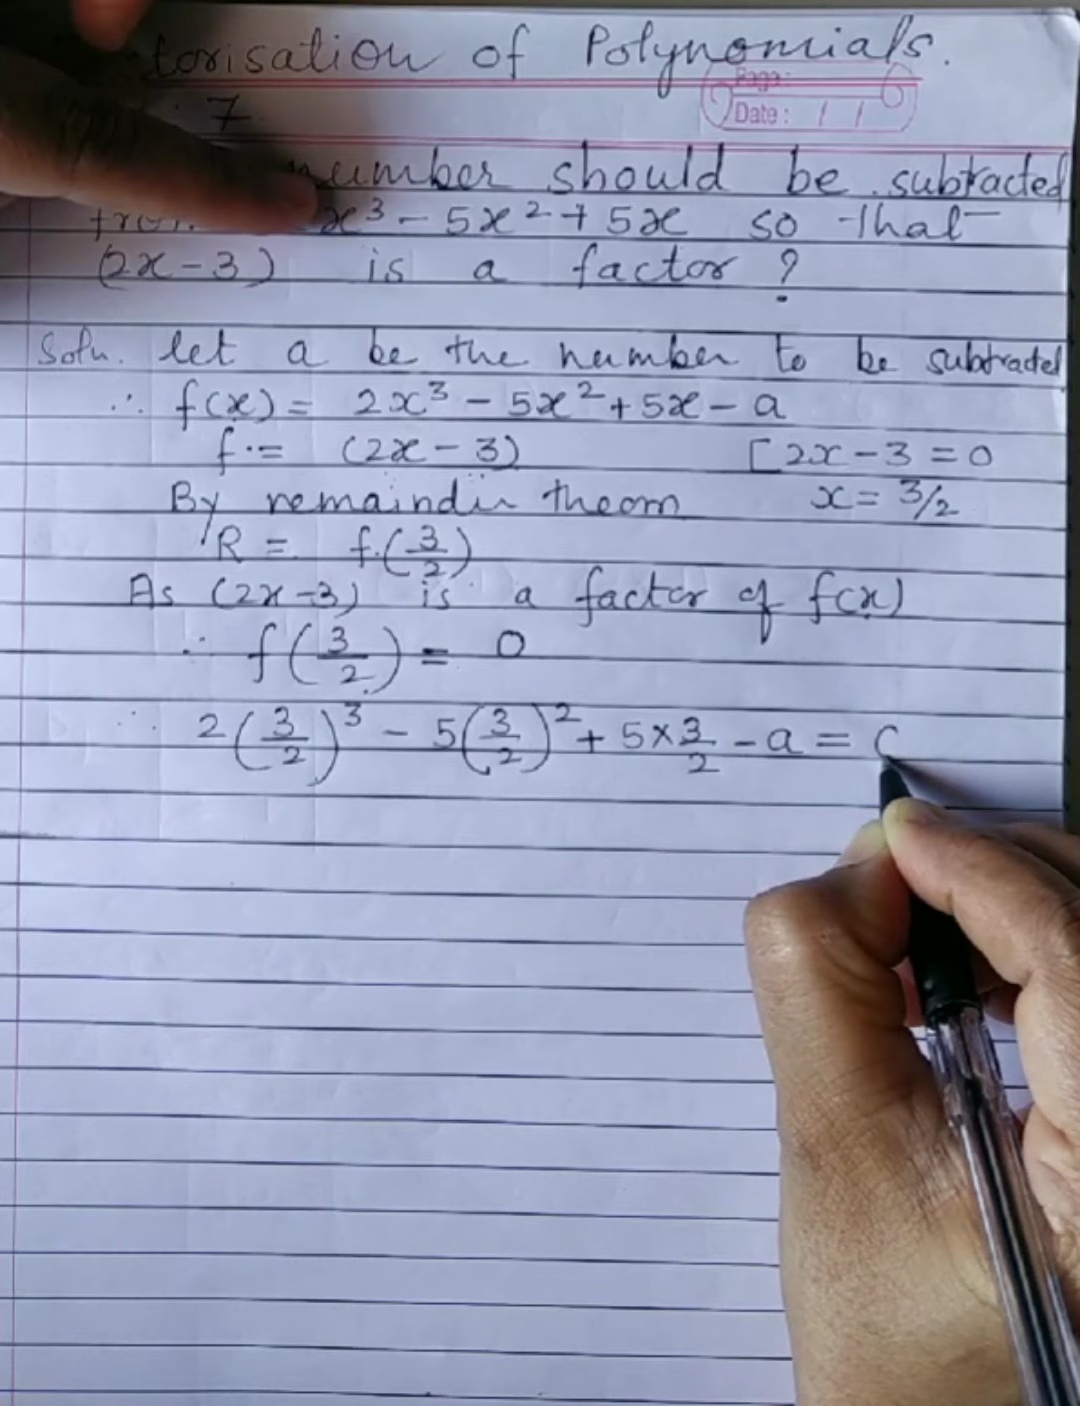 torisation of Polynomials.
Page:
7
Date: / /
number should be subtracted
x³ - 5x² + 5x so that
(2x-3) is a factor ?
Soln. let a be the number to be subtracted
∴ f(x) = 2x³ - 5x² + 5x - a
f = (2x - 3) [2x - 3 = 0
By remainder theorm x = 3/2
R = f(3/2)
As (2x-3) is a factor of f(x)
∴ f(3/2) = 0
∴ 2(3/2)³ - 5(3/2)² + 5×3/2 - a =